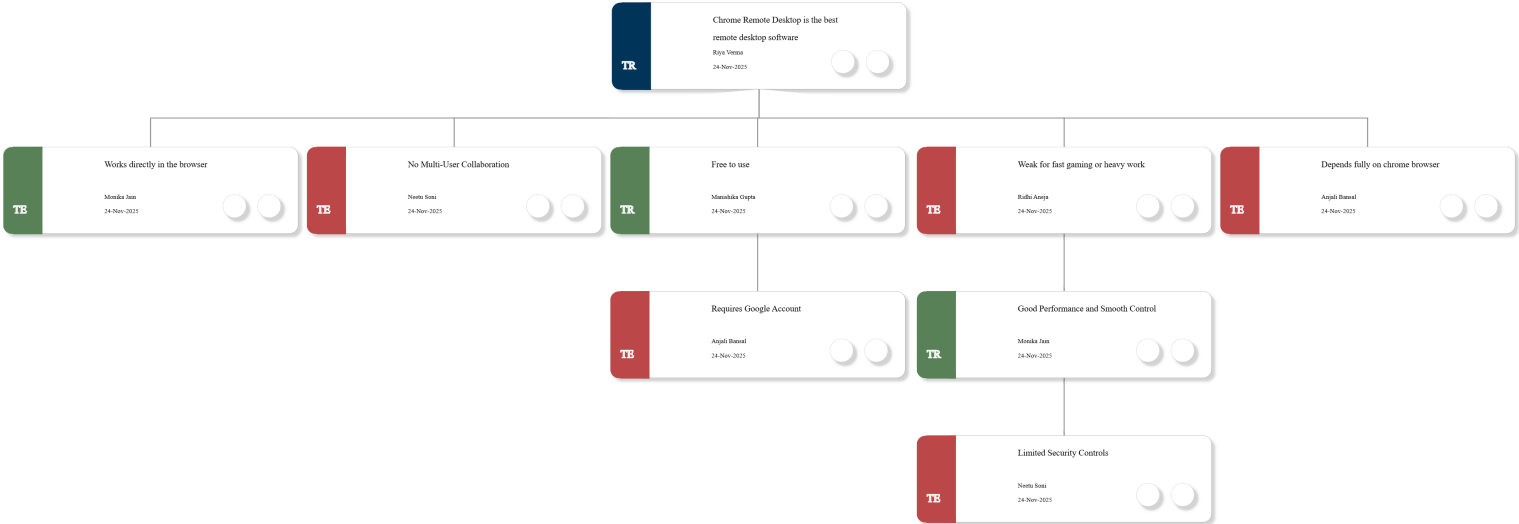 Chrome Remote Desktop is the best
remote desktop software
Riya Verma
24-Nov-2025
TR
Works directly in the browser
Monika Jain
24-Nov-2025
TE
No Multi-User Collaboration
Neetu Soni
24-Nov-2025
TE
Free to use
Manishika Gupta
24-Nov-2025
TR
Weak for fast gaming or heavy work
Ridhi Aneja
24-Nov-2025
TE
Depends fully on chrome browser
Anjali Bansal
24-Nov-2025
TE
Requires Google Account
Anjali Bansal
24-Nov-2025
TE
Good Performance and Smooth Control
Monika Jain
24-Nov-2025
TR
Limited Security Controls
Neetu Soni
24-Nov-2025
TE